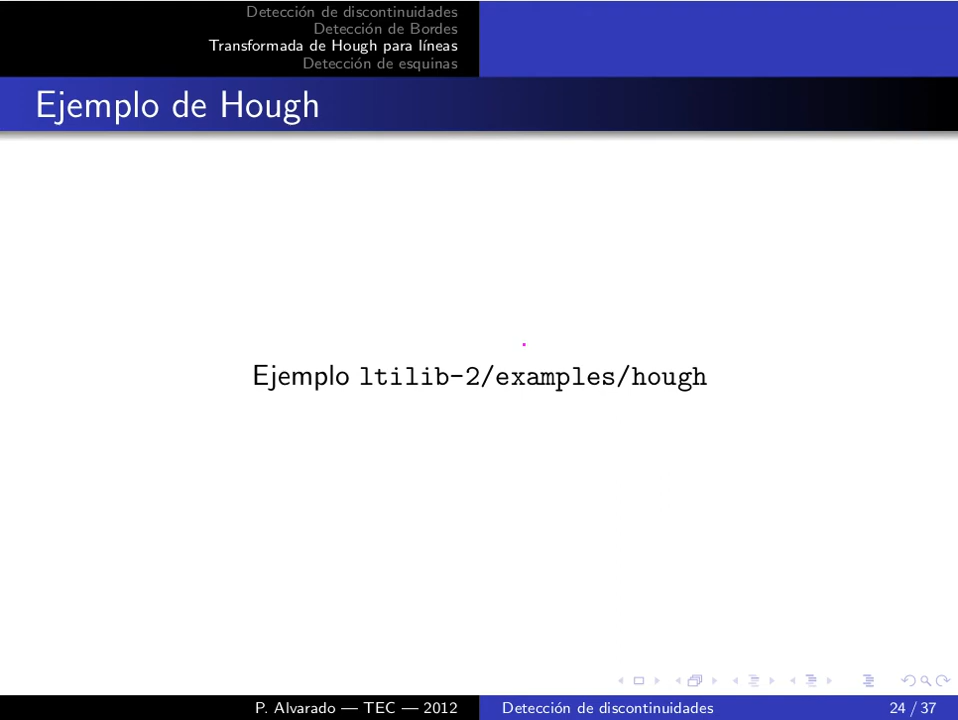 Detección de discontinuidades
Detección de Bordes
Transformada de Hough para líneas
Detección de esquinas
Ejemplo de Hough
Ejemplo ltilib-2/examples/hough
P. Alvarado — TEC — 2012
Detección de discontinuidades
24 / 37